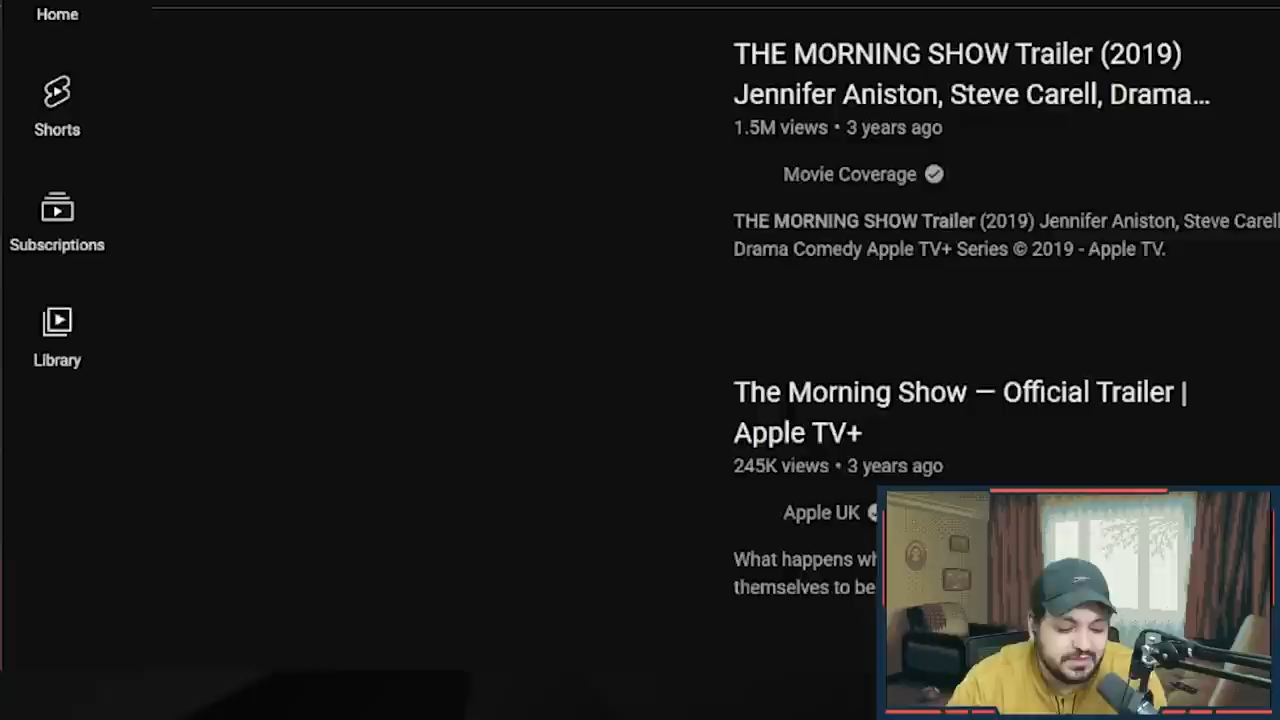 Home
Shorts
Subscriptions
Library
THE MORNING SHOW Trailer (2019)
Jennifer Aniston, Steve Carell, Drama...
1.5M views • 3 years ago
Movie Coverage
THE MORNING SHOW Trailer (2019) Jennifer Aniston, Steve Carell
Drama Comedy Apple TV+ Series © 2019 - Apple TV.
The Morning Show — Official Trailer |
Apple TV+
245K views • 3 years ago
Apple UK
What happens wh
themselves to be